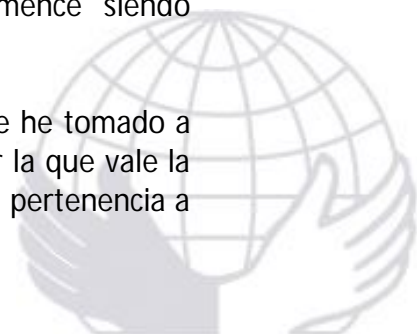 mence siendo
e he tomado a
r la que vale la
pertenencia a